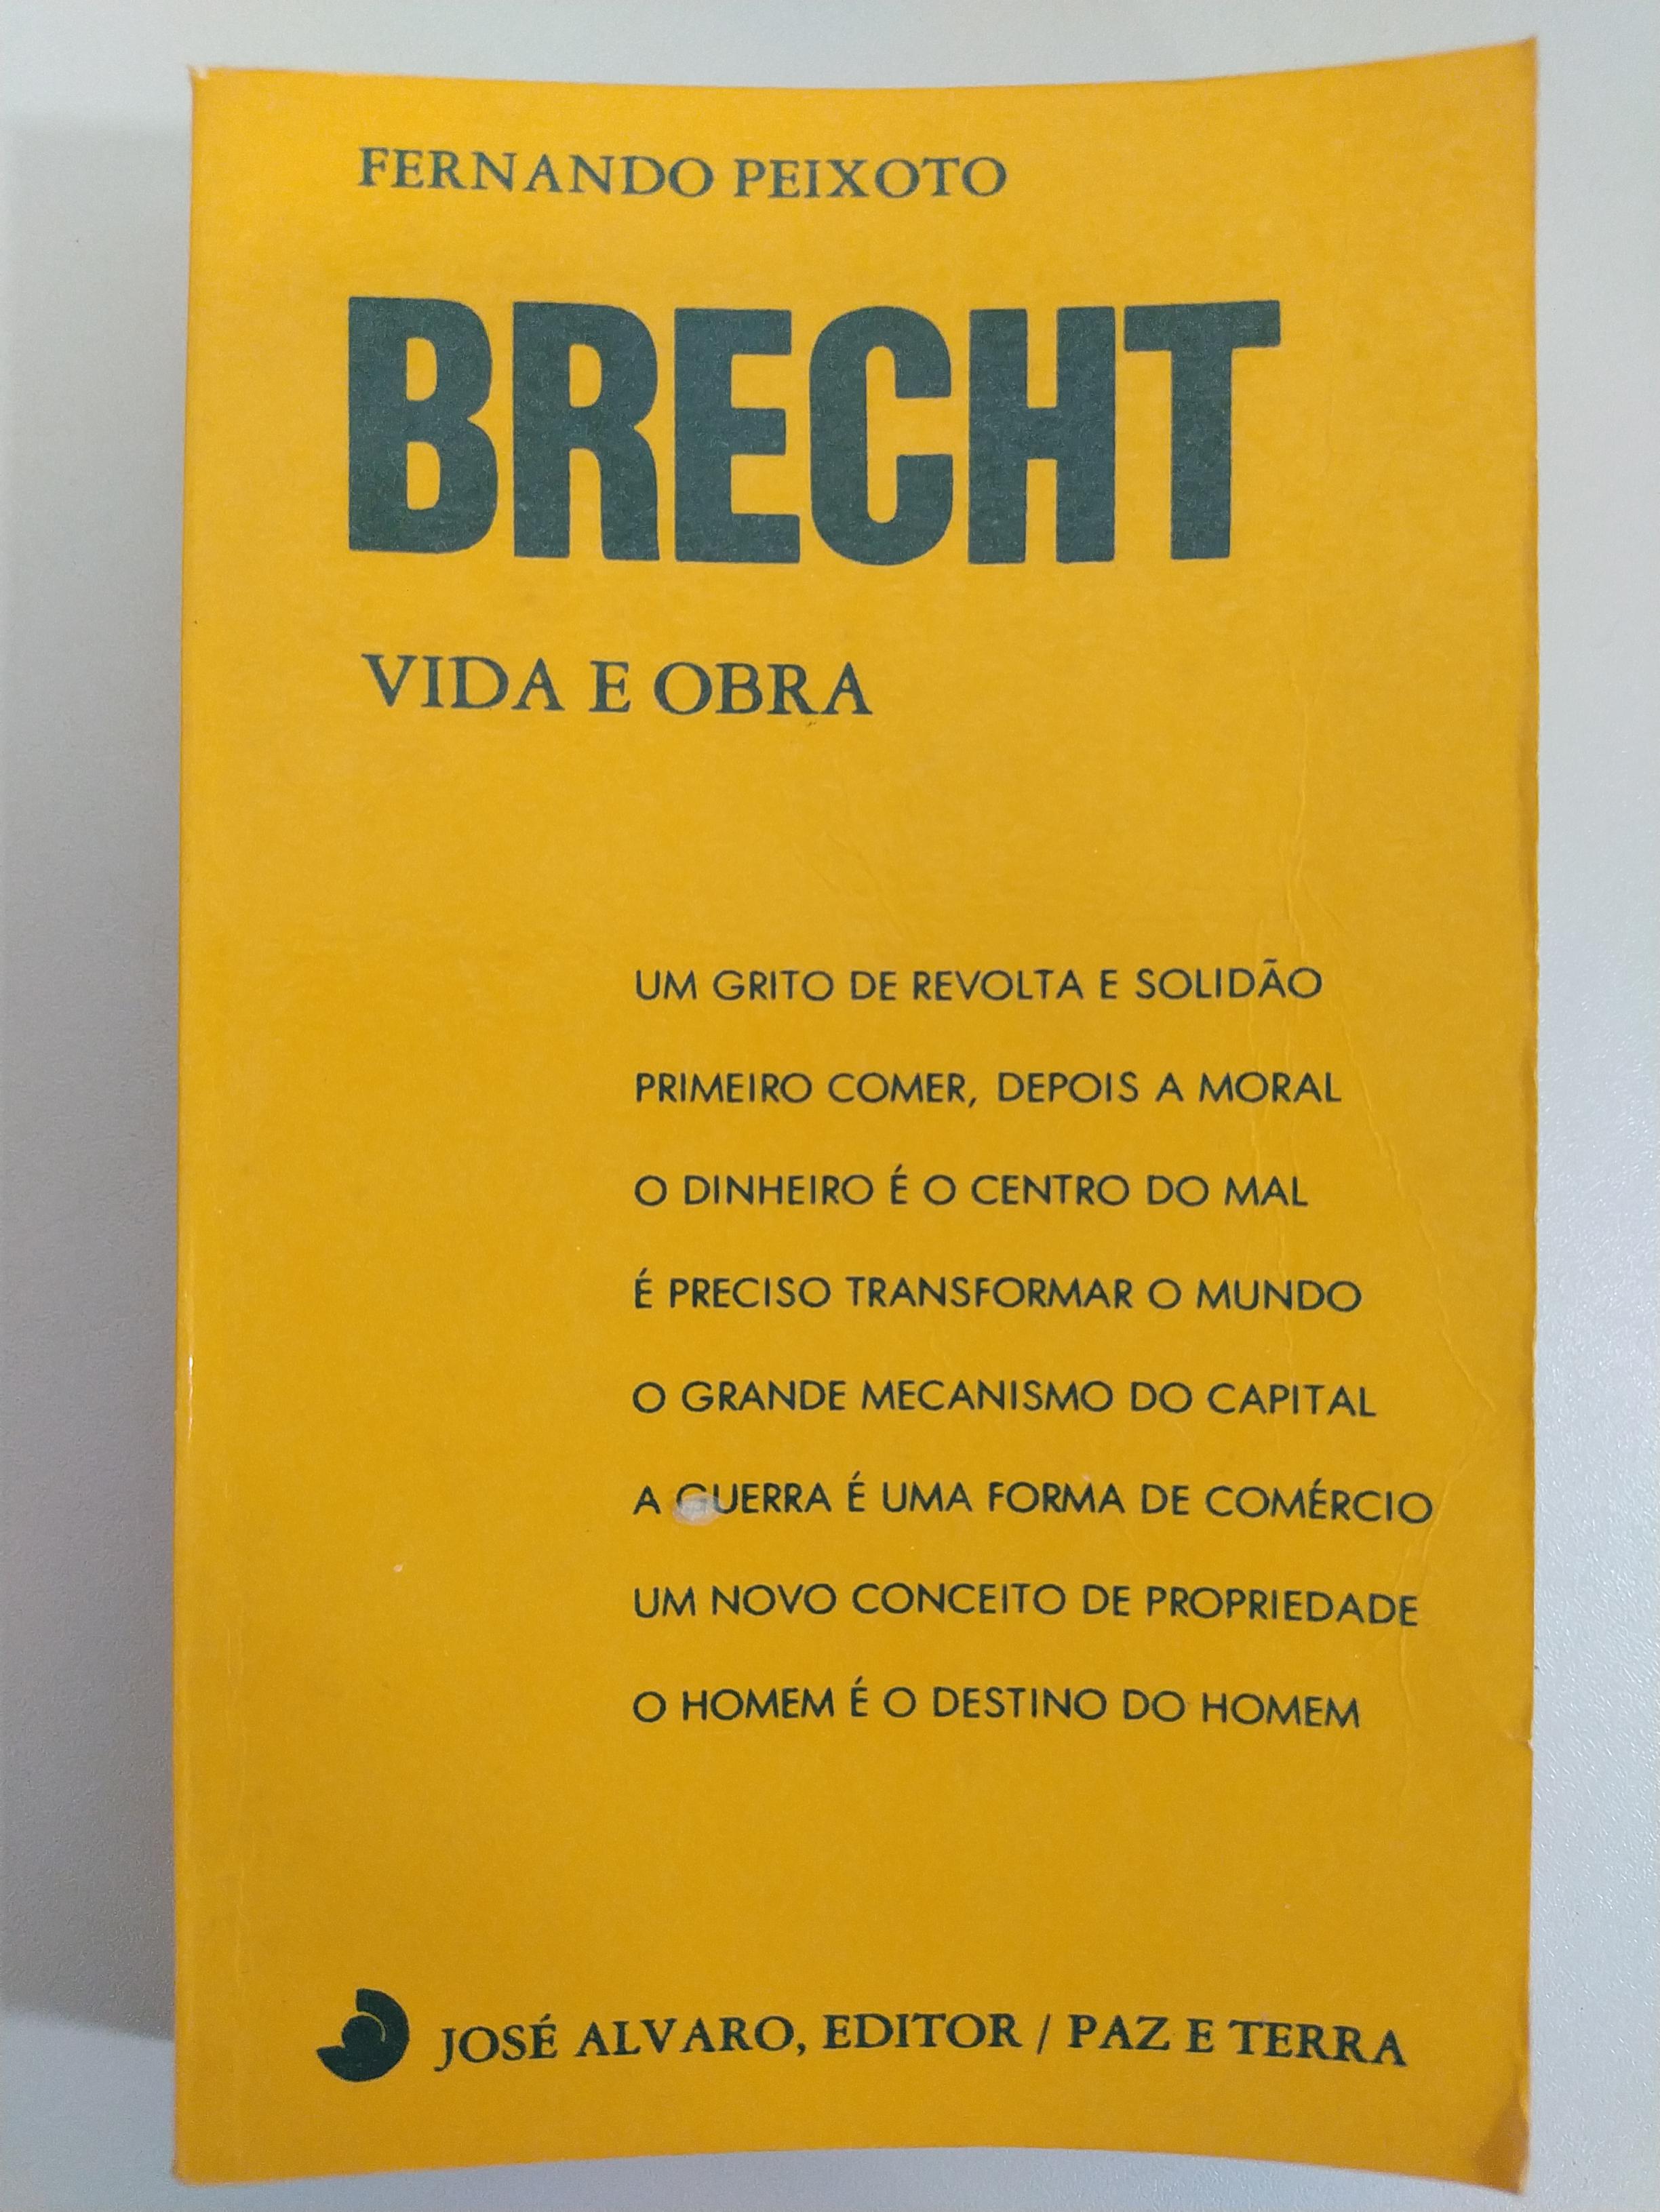 FERNANDO PEIXOTO
BRECHT
VIDA E OBRA
UM GRITO DE REVOLTA E SOLIDÃO
PRIMEIRO COMER, DEPOIS A MORAL
O DINHEIRO É O CENTRO DO MAL
É PRECISO TRANSFORMAR O MUNDO
O GRANDE MECANISMO DO CAPITAL
A GUERRA É UMA FORMA DE COMÉRCIO
UM NOVO CONCEITO DE PROPRIEDADE
O HOMEM É O DESTINO DO HOMEM
JOSÉ ALVARO, EDITOR / PAZ E TERRA